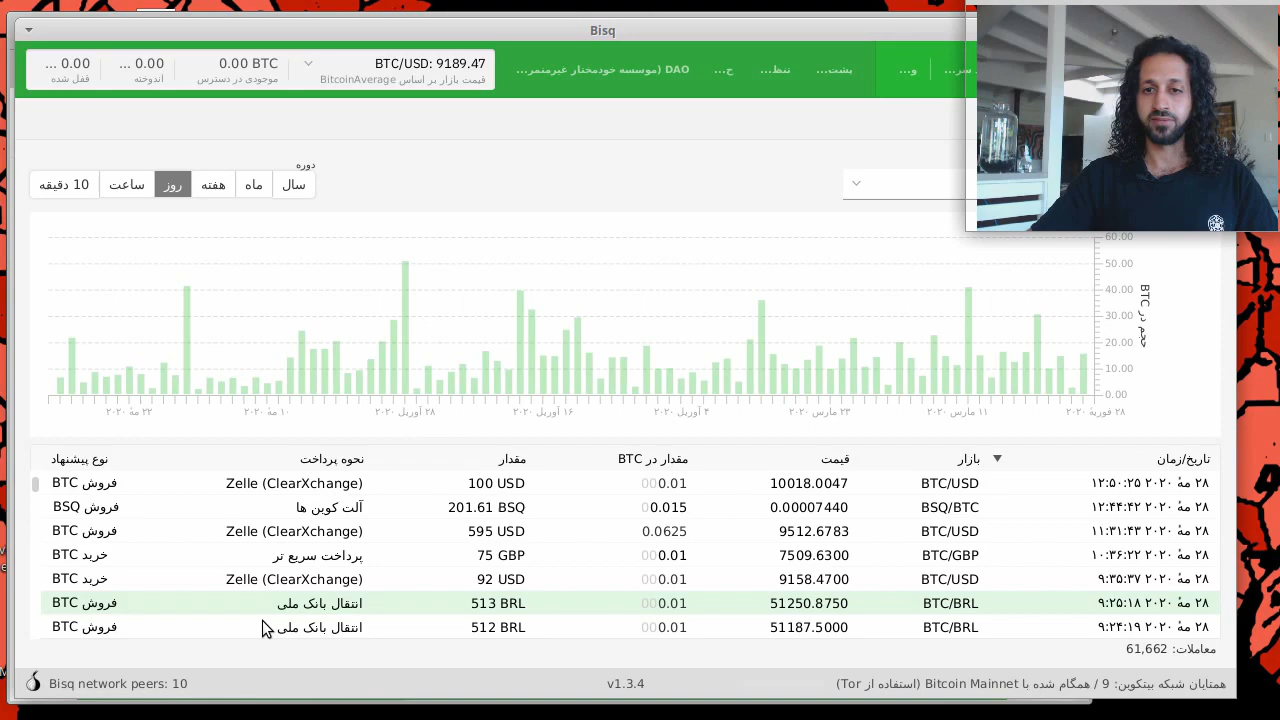 Bisq
و... سر...
پشت... تنظ... ح... DAO (موسسه خودمختار غیرمتمر...
BTC/USD: 9189.47
قیمت بازار بر اساس BitcoinAverage
0.00 BTC
موجودی در دسترس
0.00 ...
اندوخته
0.00 ...
قفل شده
دوره
سال ماه هفته روز ساعت 10 دقیقه
60.00
50.00
40.00
30.00
20.00
10.00
0.00
حجم در BTC
۲۸ فوریهٔ ۲۰۲۰ ۱۱ مارس ۲۰۲۰ ۲۳ مارس ۲۰۲۰ ۴ آوریل ۲۰۲۰ ۱۶ آوریل ۲۰۲۰ ۲۸ آوریل ۲۰۲۰ ۱۰ مهٔ ۲۰۲۰ ۲۲ مهٔ ۲۰۲۰
تاریخ/زمان بازار قیمت مقدار در BTC مقدار نحوه پرداخت نوع پیشنهاد
۲۸ مهٔ ۲۰۲۰ ۱۲:۵۰:۲۵ BTC/USD 10018.0047 0.0100 100 USD Zelle (ClearXchange) فروش BTC
۲۸ مهٔ ۲۰۲۰ ۱۲:۴۴:۴۲ BSQ/BTC 0.00007440 0.0150 201.61 BSQ آلت کوین ها فروش BSQ
۲۸ مهٔ ۲۰۲۰ ۱۱:۳۱:۴۳ BTC/USD 9512.6783 0.0625 595 USD Zelle (ClearXchange) فروش BTC
۲۸ مهٔ ۲۰۲۰ ۱۰:۳۶:۲۲ BTC/GBP 7509.6300 0.0100 75 GBP پرداخت سریع تر خرید BTC
۲۸ مهٔ ۲۰۲۰ ۹:۳۵:۳۷ BTC/USD 9158.4700 0.0100 92 USD Zelle (ClearXchange) خرید BTC
۲۸ مهٔ ۲۰۲۰ ۹:۲۵:۱۸ BTC/BRL 51250.8750 0.0100 513 BRL انتقال بانک ملی فروش BTC
۲۸ مهٔ ۲۰۲۰ ۹:۲۴:۱۹ BTC/BRL 51187.5000 0.0100 512 BRL انتقال بانک ملی فروش BTC
معاملات: 61,662
همتایان شبکه بیتکوین: 9 / همگام شده با Bitcoin Mainnet (استفاده از Tor)
v1.3.4
Bisq network peers: 10